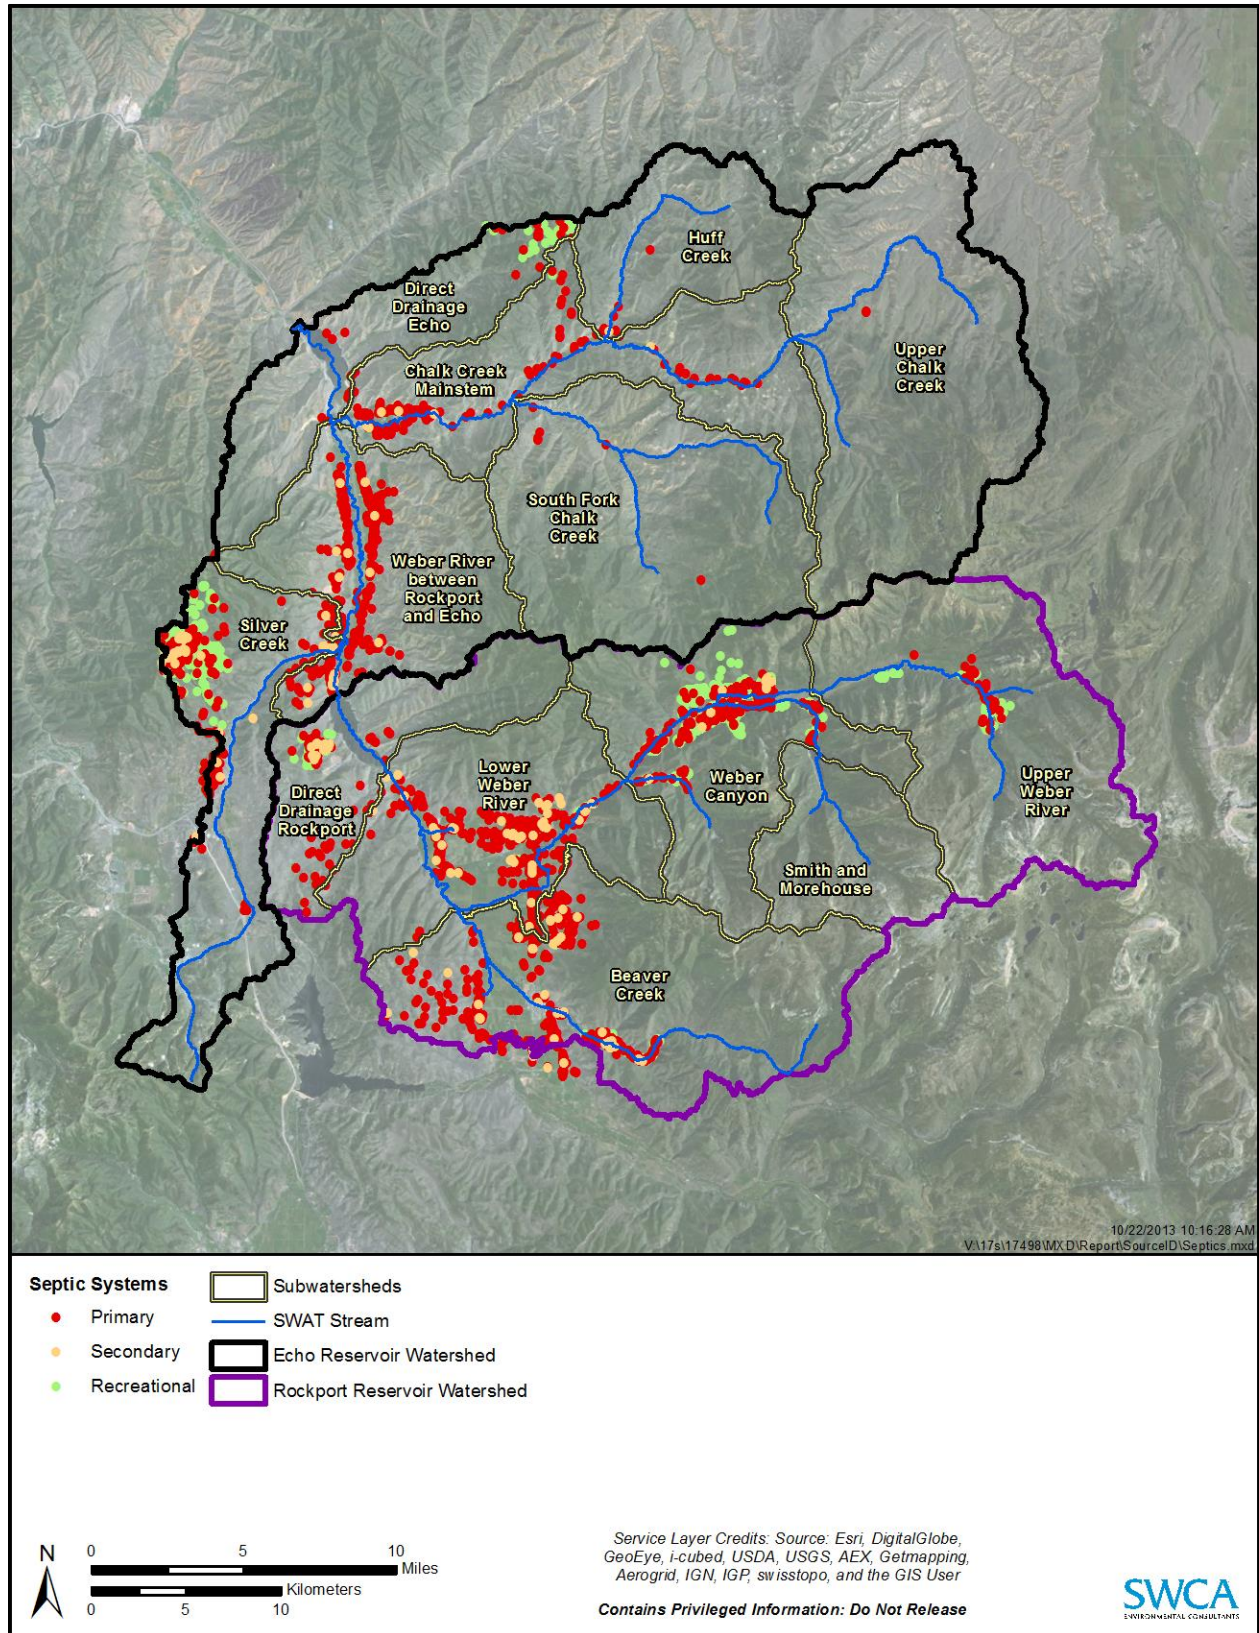 Huff
Creek
Direct
Drainage
Echo
Upper
Chalk
Creek
Chalk Creek
Mainstem
South Fork
Chalk
Creek
Weber River
between
Rockport
and Echo
Silver
Creek
Lower
Weber
River
Weber
Canyon
Upper
Weber
River
Direct
Drainage
Rockport
Smith and
Morehouse
Beaver
Creek
10/22/2013 10:16:28 AM
V:\17s\17498\MXD\Report\SourceID\Septics.mxd
Septic Systems
Primary
Secondary
Recreational
Subwatersheds
SWAT Stream
Echo Reservoir Watershed
Rockport Reservoir Watershed
N
0 5 10
Miles
Kilometers
0 5 10
Service Layer Credits: Source: Esri, DigitalGlobe,
GeoEye, i-cubed, USDA, USGS, AEX, Getmapping,
Aerogrid, IGN, IGP, swisstopo, and the GIS User
Contains Privileged Information: Do Not Release
SWCA
ENVIRONMENTAL CONSULTANTS